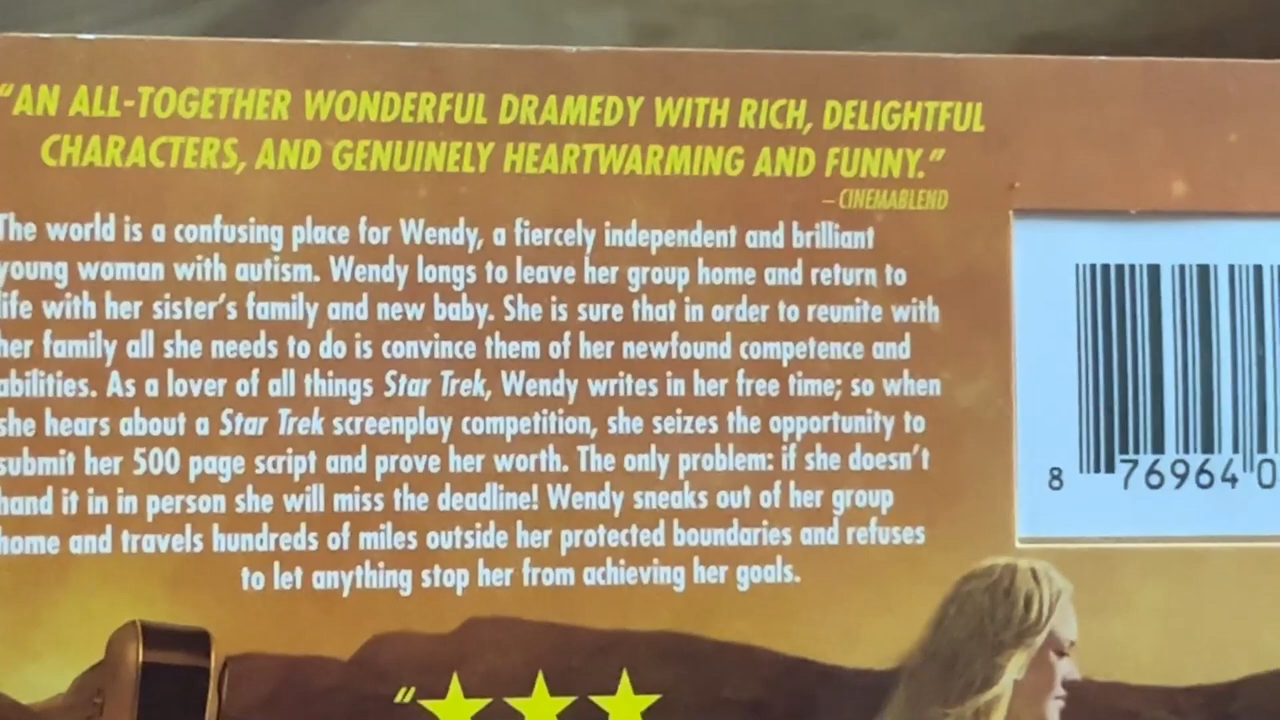 “AN ALL-TOGETHER WONDERFUL DRAMEDY WITH RICH, DELIGHTFUL
CHARACTERS, AND GENUINELY HEARTWARMING AND FUNNY.”
– CINEMABLEND
The world is a confusing place for Wendy, a fiercely independent and brilliant
young woman with autism. Wendy longs to leave her group home and return to
life with her sister’s family and new baby. She is sure that in order to reunite with
her family all she needs to do is convince them of her newfound competence and
abilities. As a lover of all things Star Trek, Wendy writes in her free time; so when
she hears about a Star Trek screenplay competition, she seizes the opportunity to
submit her 500 page script and prove her worth. The only problem: if she doesn’t
hand it in in person she will miss the deadline! Wendy sneaks out of her group
home and travels hundreds of miles outside her protected boundaries and refuses
to let anything stop her from achieving her goals.
8 76964 0
“★★★